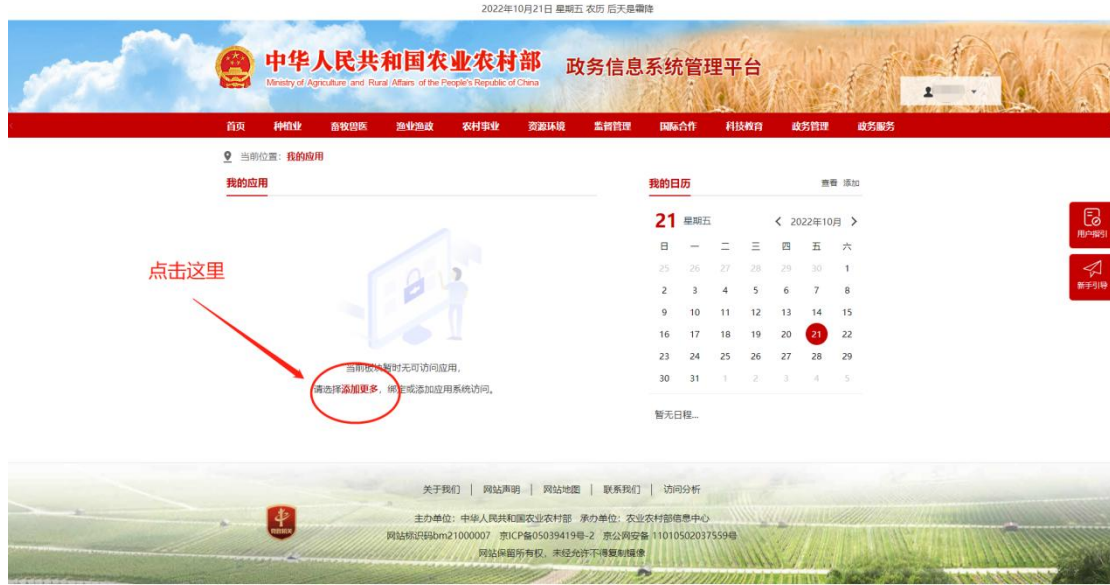 2022年10月21日 星期五 农历 后天是霜降
中华人民共和国农业农村部 政务信息系统管理平台
Ministry of Agriculture and Rural Affairs of the People's Republic of China
首页 种植业 畜牧兽医 渔业渔政 农村事业 资源环境 监督管理 国际合作 科技教育 政务管理 政务服务
当前位置：我的应用
我的应用
点击这里
当前板块暂时无可访问应用，
请选择添加更多，绑定或添加应用系统访问。
我的日历 查看 添加
21 星期五 2022年10月
日 一 二 三 四 五 六
25 26 27 28 29 30 1
2 3 4 5 6 7 8
9 10 11 12 13 14 15
16 17 18 19 20 21 22
23 24 25 26 27 28 29
30 31 1 2 3 4 5
暂无日程...
用户指引
新手引导
关于我们 | 网站声明 | 网站地图 | 联系我们 | 访问分析
主办单位：中华人民共和国农业农村部 承办单位：农业农村部信息中心
网站标识码bm21000007 京ICP备05039419号-2 京公网安备 11010502037559号
网站保留所有权，未经允许不得复制镜像
党政机关